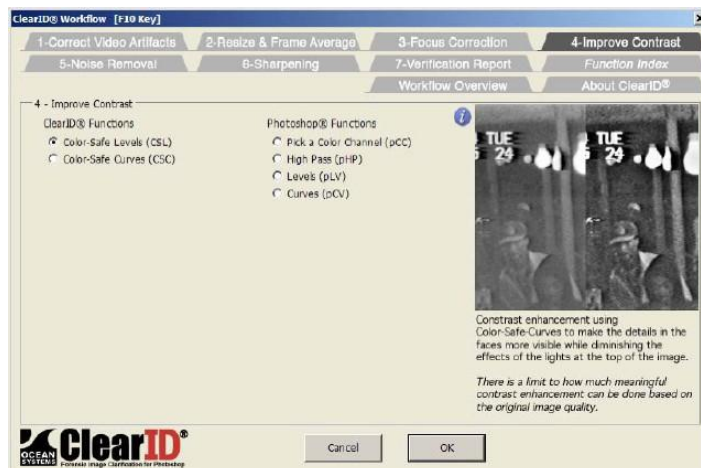 ClearID® Workflow [F10 Key]
1-Correct Video Artifacts 2-Resize & Frame Average 3-Focus Correction 4-Improve Contrast
5-Noise Removal 6-Sharpening 7-Verification Report Function Index
Workflow Overview About ClearID®
4 - Improve Contrast
ClearID® Functions
Color-Safe Levels (CSL)
Color-Safe Curves (CSC)
Photoshop® Functions
Pick a Color Channel (pCC)
High Pass (pHP)
Levels (pLV)
Curves (pCV)
TUE TUE
24 24
Constrast enhancement using
Color-Safe-Curves to make the details in the
faces more visible while diminishing the
effects of the lights at the top of the image.
There is a limit to how much meaningful
contrast enhancement can be done based on
the original image quality.
OCEAN SYSTEMS ClearID®
Forensic Image Clarification for Photoshop
Cancel OK